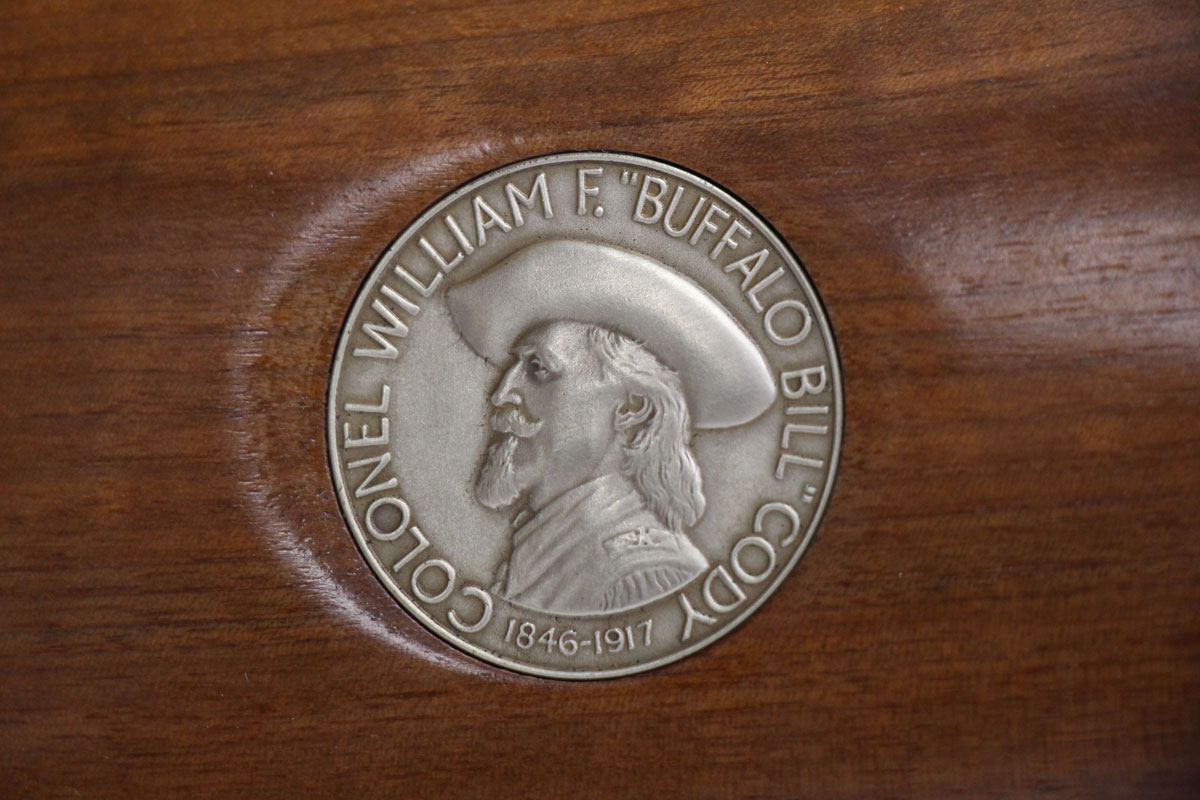 COLONEL WILLIAM F. "BUFFALO BILL" CODY
1846-1917